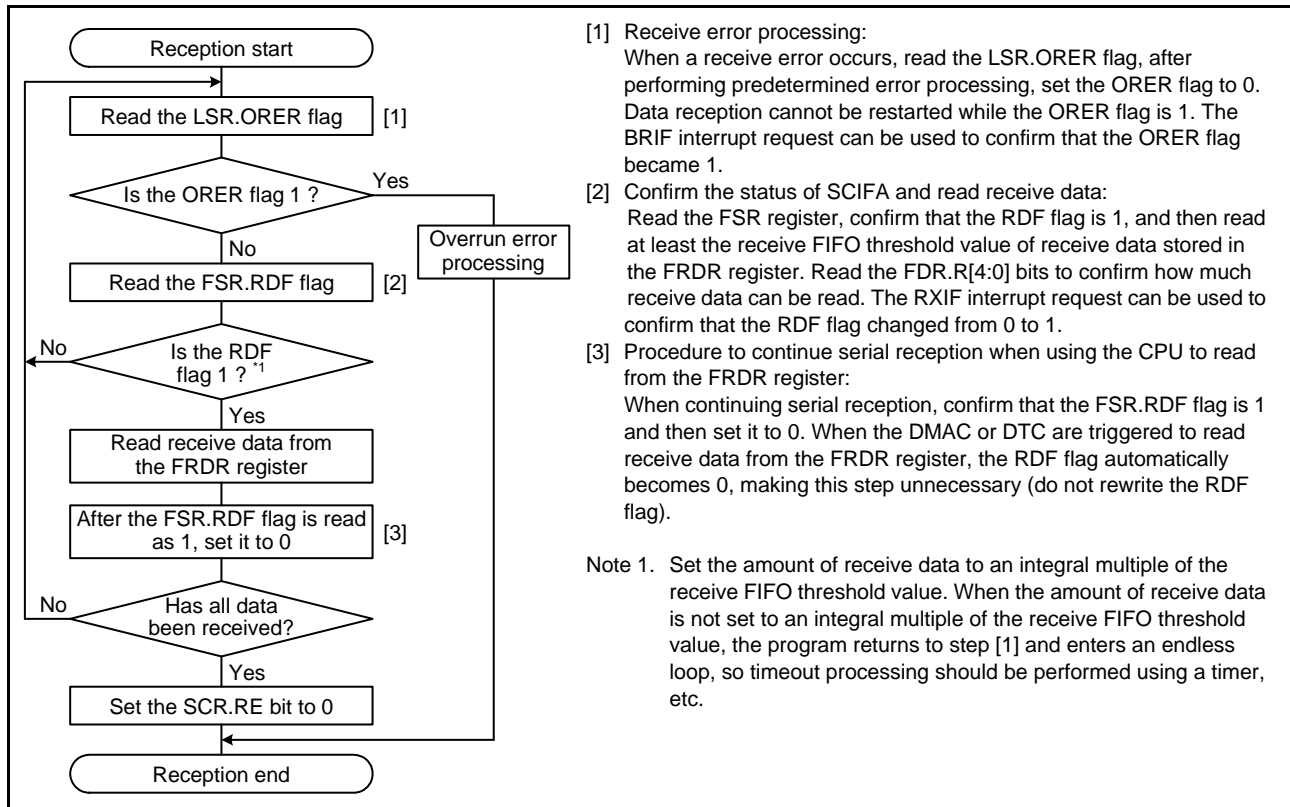 Reception start
Read the LSR.ORER flag [1]
Is the ORER flag 1 ?
Yes
No
Overrun error
processing
Read the FSR.RDF flag [2]
No
Is the RDF
flag 1 ? *1
Yes
Read receive data from
the FRDR register
After the FSR.RDF flag is read
as 1, set it to 0
[3]
No
Has all data
been received?
Yes
Set the SCR.RE bit to 0
Reception end
[1] Receive error processing:
When a receive error occurs, read the LSR.ORER flag, after
performing predetermined error processing, set the ORER flag to 0.
Data reception cannot be restarted while the ORER flag is 1. The
BRIF interrupt request can be used to confirm that the ORER flag
became 1.
[2] Confirm the status of SCIFA and read receive data:
Read the FSR register, confirm that the RDF flag is 1, and then read
at least the receive FIFO threshold value of receive data stored in
the FRDR register. Read the FDR.R[4:0] bits to confirm how much
receive data can be read. The RXIF interrupt request can be used to
confirm that the RDF flag changed from 0 to 1.
[3] Procedure to continue serial reception when using the CPU to read
from the FRDR register:
When continuing serial reception, confirm that the FSR.RDF flag is 1
and then set it to 0. When the DMAC or DTC are triggered to read
receive data from the FRDR register, the RDF flag automatically
becomes 0, making this step unnecessary (do not rewrite the RDF
flag).
Note 1. Set the amount of receive data to an integral multiple of the
receive FIFO threshold value. When the amount of receive data
is not set to an integral multiple of the receive FIFO threshold
value, the program returns to step [1] and enters an endless
loop, so timeout processing should be performed using a timer,
etc.